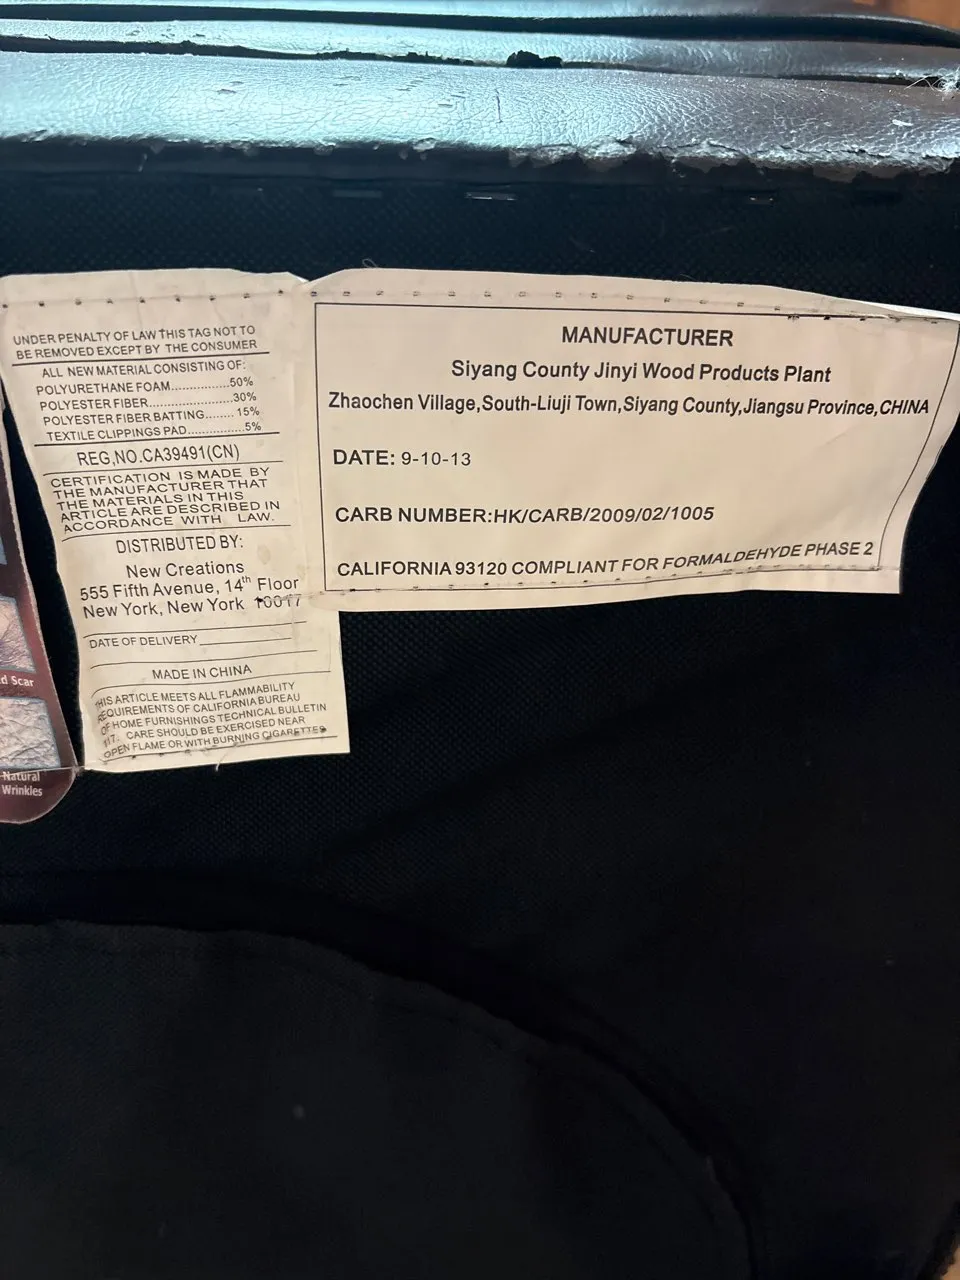 UNDER PENALTY OF LAW THIS TAG NOT TO
BE REMOVED EXCEPT BY THE CONSUMER
ALL NEW MATERIAL CONSISTING OF:
POLYURETHANE FOAM...............50%
POLYESTER FIBER.....................30%
POLYESTER FIBER BATTING....... 15%
TEXTILE CLIPPINGS PAD...............5%
REG,NO.CA39491(CN)
CERTIFICATION IS MADE BY
THE MANUFACTURER THAT
THE MATERIALS IN THIS
ARTICLE ARE DESCRIBED IN
ACCORDANCE WITH LAW.
DISTRIBUTED BY:
New Creations
555 Fifth Avenue, 14th Floor
New York, New York 10017
DATE OF DELIVERY
MADE IN CHINA
THIS ARTICLE MEETS ALL FLAMMABILITY
REQUIREMENTS OF CALIFORNIA BUREAU
OF HOME FURNISHINGS TECHNICAL BULLETIN
117. CARE SHOULD BE EXERCISED NEAR
OPEN FLAME OR WITH BURNING CIGARETTES
MANUFACTURER
Siyang County Jinyi Wood Products Plant
Zhaochen Village,South-Liuji Town,Siyang County,Jiangsu Province,CHINA
DATE: 9-10-13
CARB NUMBER:HK/CARB/2009/02/1005
CALIFORNIA 93120 COMPLIANT FOR FORMALDEHYDE PHASE 2
Scar
Natural
Wrinkles